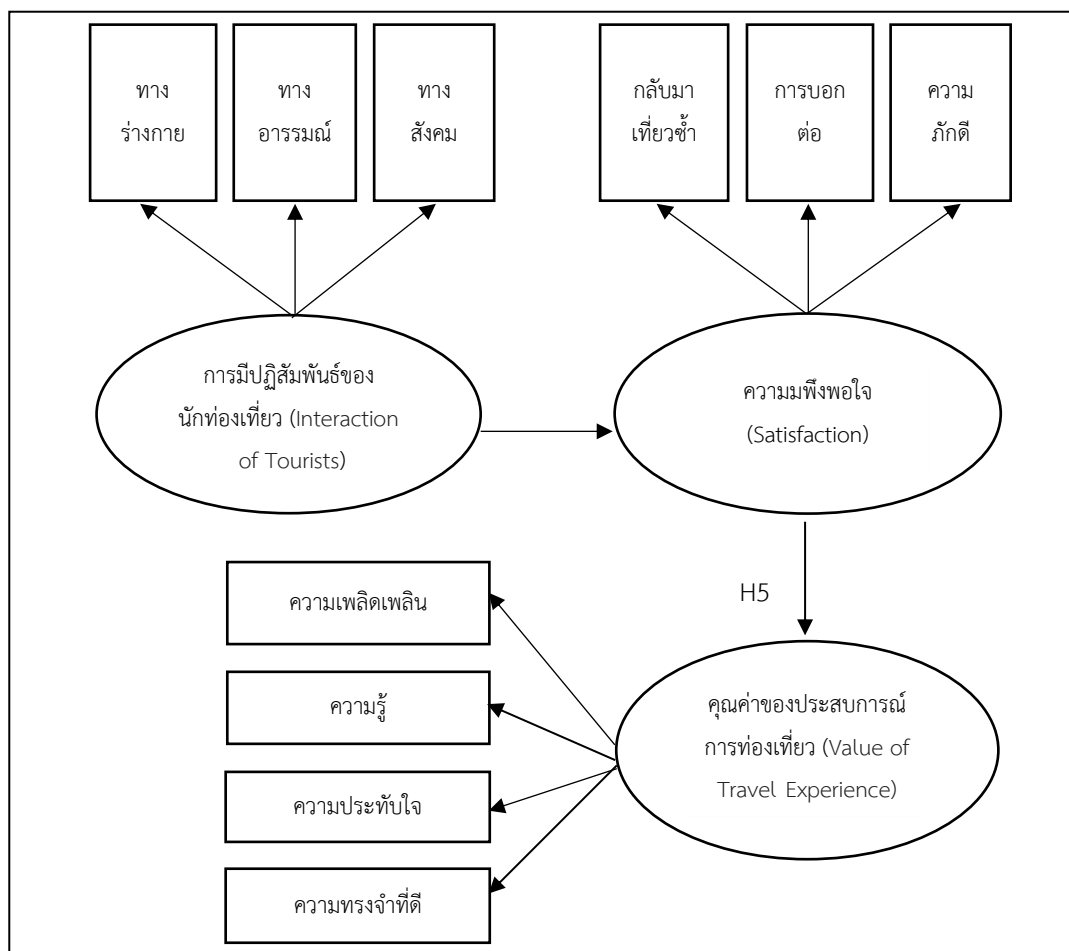 ทาง
ร่างกาย
ทาง
อารรมณ์
ทาง
สังคม
กลับมา
เที่ยวซ้ำ
การบอก
ต่อ
ความ
ภักดี
การมีปฏิสัมพันธ์ของ
นักท่องเที่ยว (Interaction
of Tourists)
ความมพึงพอใจ
(Satisfaction)
H5
ความเพลิดเพลิน
ความรู้
ความประทับใจ
ความทรงจำที่ดี
คุณค่าของประสบการณ์
การท่องเที่ยว (Value of
Travel Experience)